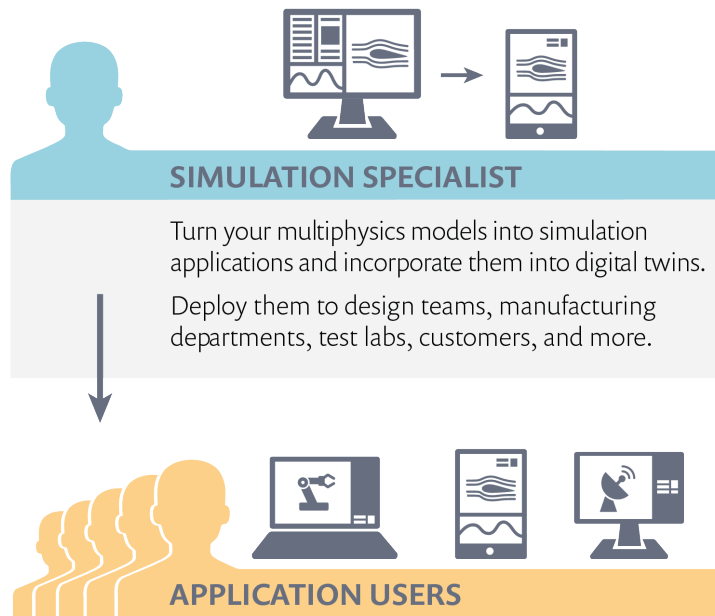 SIMULATION SPECIALIST
Turn your multiphysics models into simulation
applications and incorporate them into digital twins.
Deploy them to design teams, manufacturing
departments, test labs, customers, and more.
APPLICATION USERS